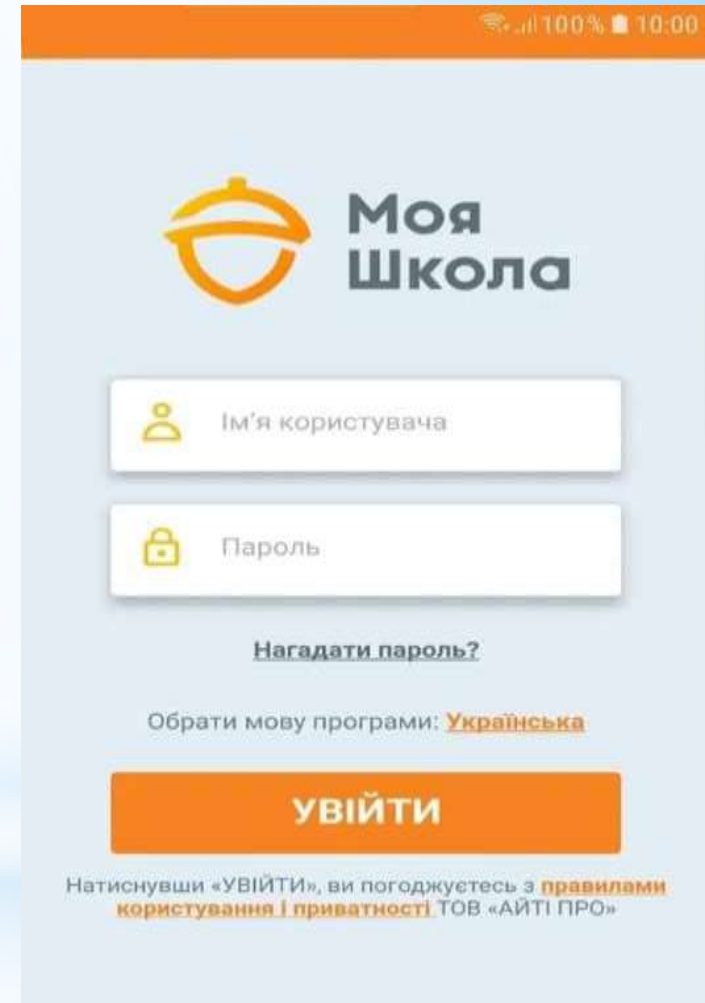 100% 10:00
Моя
Школа
Ім'я користувача
Пароль
Нагадати пароль?
Обрати мову програми: Українська
УВІЙТИ
Натиснувши «УВІЙТИ», ви погоджуєтесь з правилами
користування і приватності ТОВ «АЙТІ ПРО»